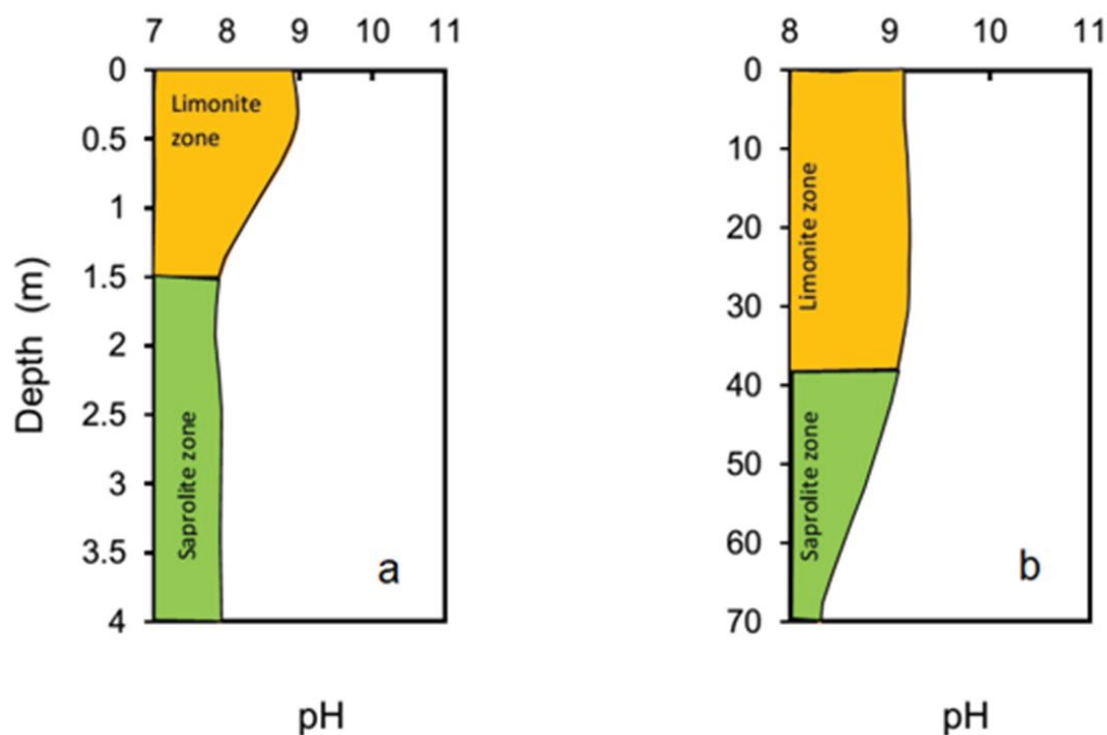 7 8 9 10 11
0
0.5
1
1.5
2
2.5
3
3.5
4
Depth (m)
Limonite
zone
Saprolite zone
a
pH
8 9 10 11
0
10
20
30
40
50
60
70
Limonite zone
Saprolite zone
b
pH